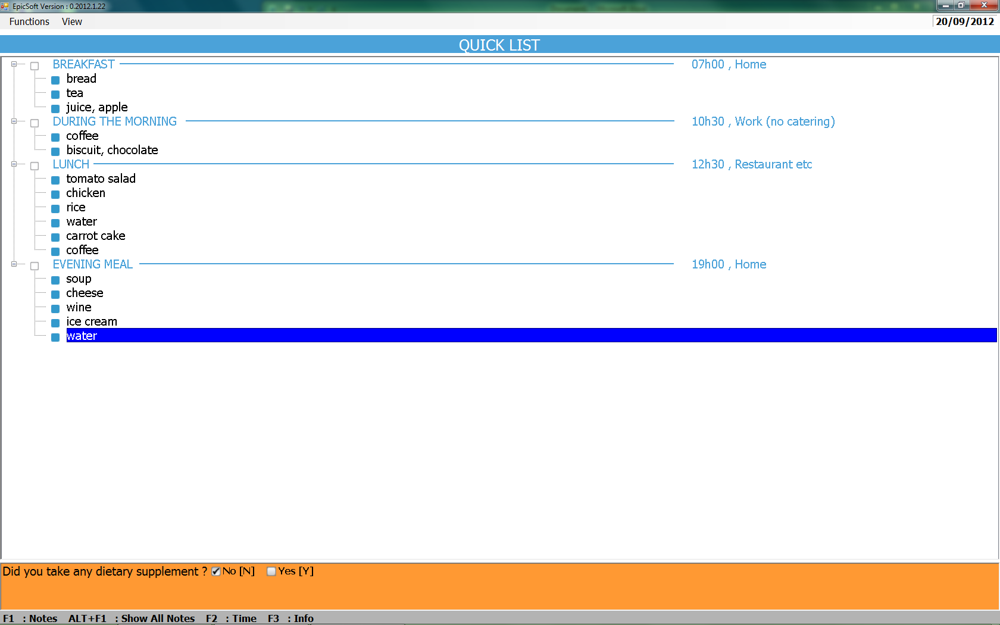 EpicSoft Version : 0.2012.1.22
Functions View 20/09/2012
QUICK LIST
BREAKFAST 07h00 , Home
bread
tea
juice, apple
DURING THE MORNING 10h30 , Work (no catering)
coffee
biscuit, chocolate
LUNCH 12h30 , Restaurant etc
tomato salad
chicken
rice
water
carrot cake
coffee
EVENING MEAL 19h00 , Home
soup
cheese
wine
ice cream
water
Did you take any dietary supplement ? No [N] Yes [Y]
F1 : Notes ALT+F1 : Show All Notes F2 : Time F3 : Info